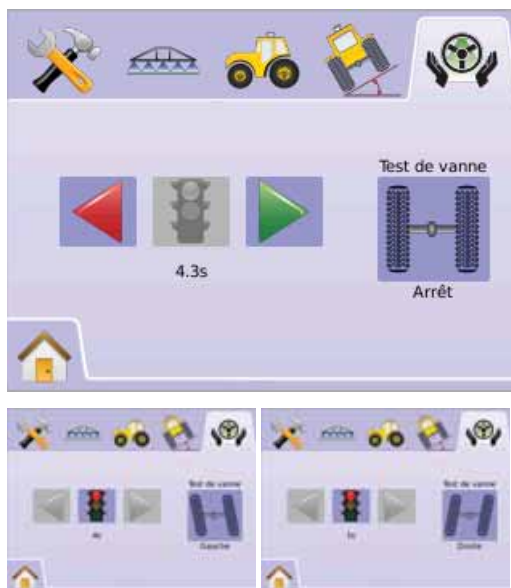 Test de vanne
4.3s
Arrêt
Test de vanne
Gauche
Test de vanne
Droite